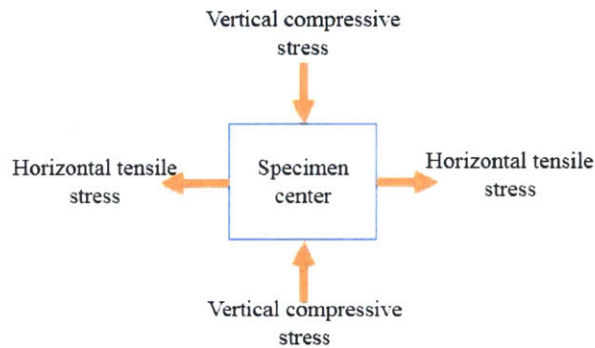 Vertical compressive
stress
Horizontal tensile
stress
Specimen
center
Horizontal tensile
stress
Vertical compressive
stress